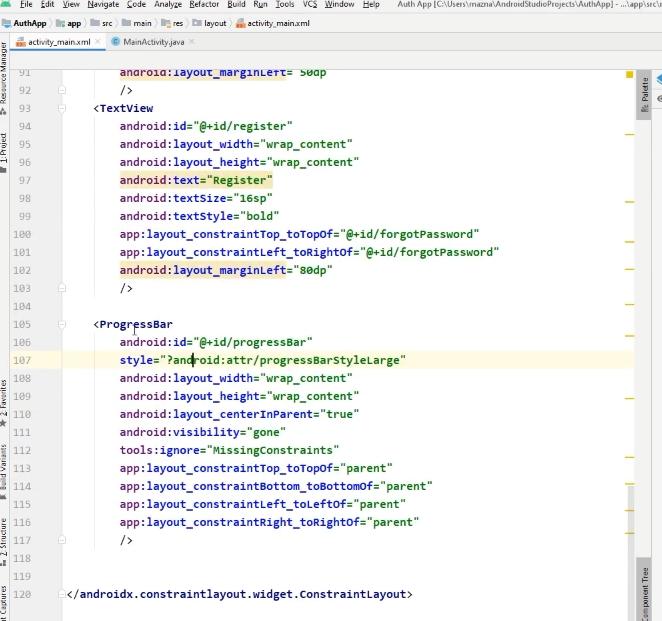 File Edit View Navigate Code Analyze Refactor Build Run Tools VCS Window Help Auth App [C:\Users\mazna\AndroidStudioProjects\AuthApp] - ...\app\src\
AuthApp app src main res layout activity_main.xml
activity_main.xml MainActivity.java
Resource Manager
1: Project
2: Favorites
Build Variants
Z: Structure
Captures
Palette
Component Tree
91 android:layout_marginLeft="50dp"
92 />
93 <TextView
94 android:id="@+id/register"
95 android:layout_width="wrap_content"
96 android:layout_height="wrap_content"
97 android:text="Register"
98 android:textSize="16sp"
99 android:textStyle="bold"
100 app:layout_constraintTop_toTopOf="@+id/forgotPassword"
101 app:layout_constraintLeft_toRightOf="@+id/forgotPassword"
102 android:layout_marginLeft="80dp"
103 />
104
105 <ProgressBar
106 android:id="@+id/progressBar"
107 style="?android:attr/progressBarStyleLarge"
108 android:layout_width="wrap_content"
109 android:layout_height="wrap_content"
110 android:layout_centerInParent="true"
111 android:visibility="gone"
112 tools:ignore="MissingConstraints"
113 app:layout_constraintTop_toTopOf="parent"
114 app:layout_constraintBottom_toBottomOf="parent"
115 app:layout_constraintLeft_toLeftOf="parent"
116 app:layout_constraintRight_toRightOf="parent"
117 />
118
119
120 </androidx.constraintlayout.widget.ConstraintLayout>